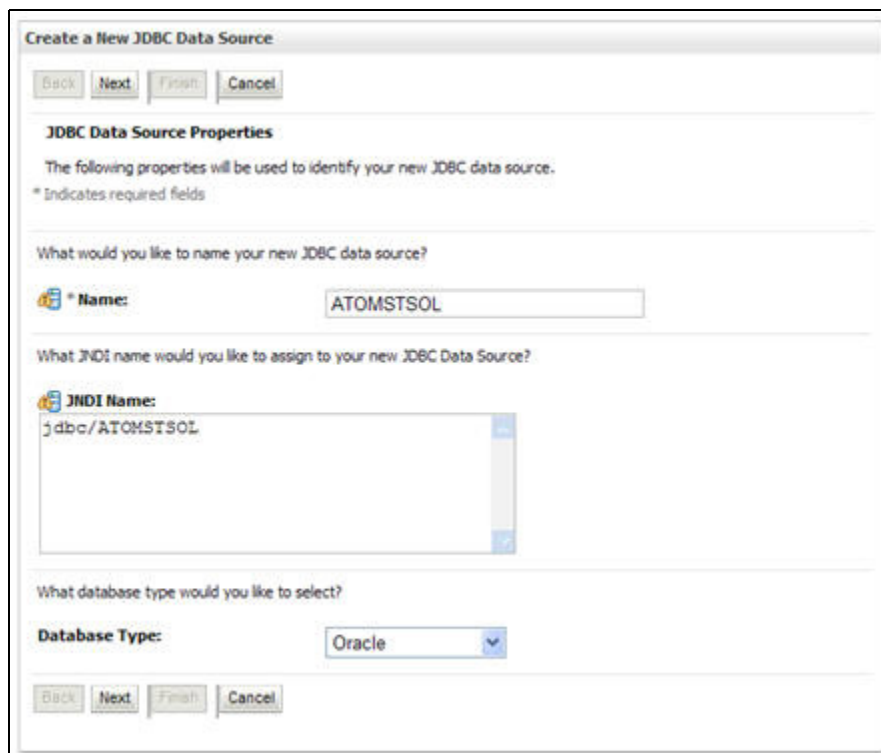 Create a New JDBC Data Source
Back Next Finish Cancel
JDBC Data Source Properties
The following properties will be used to identify your new JDBC data source.
* Indicates required fields
What would you like to name your new JDBC data source?
* Name: ATOMSTSOL
What JNDI name would you like to assign to your new JDBC Data Source?
JNDI Name:
jdbc/ATOMSTSOL
What database type would you like to select?
Database Type: Oracle
Back Next Finish Cancel